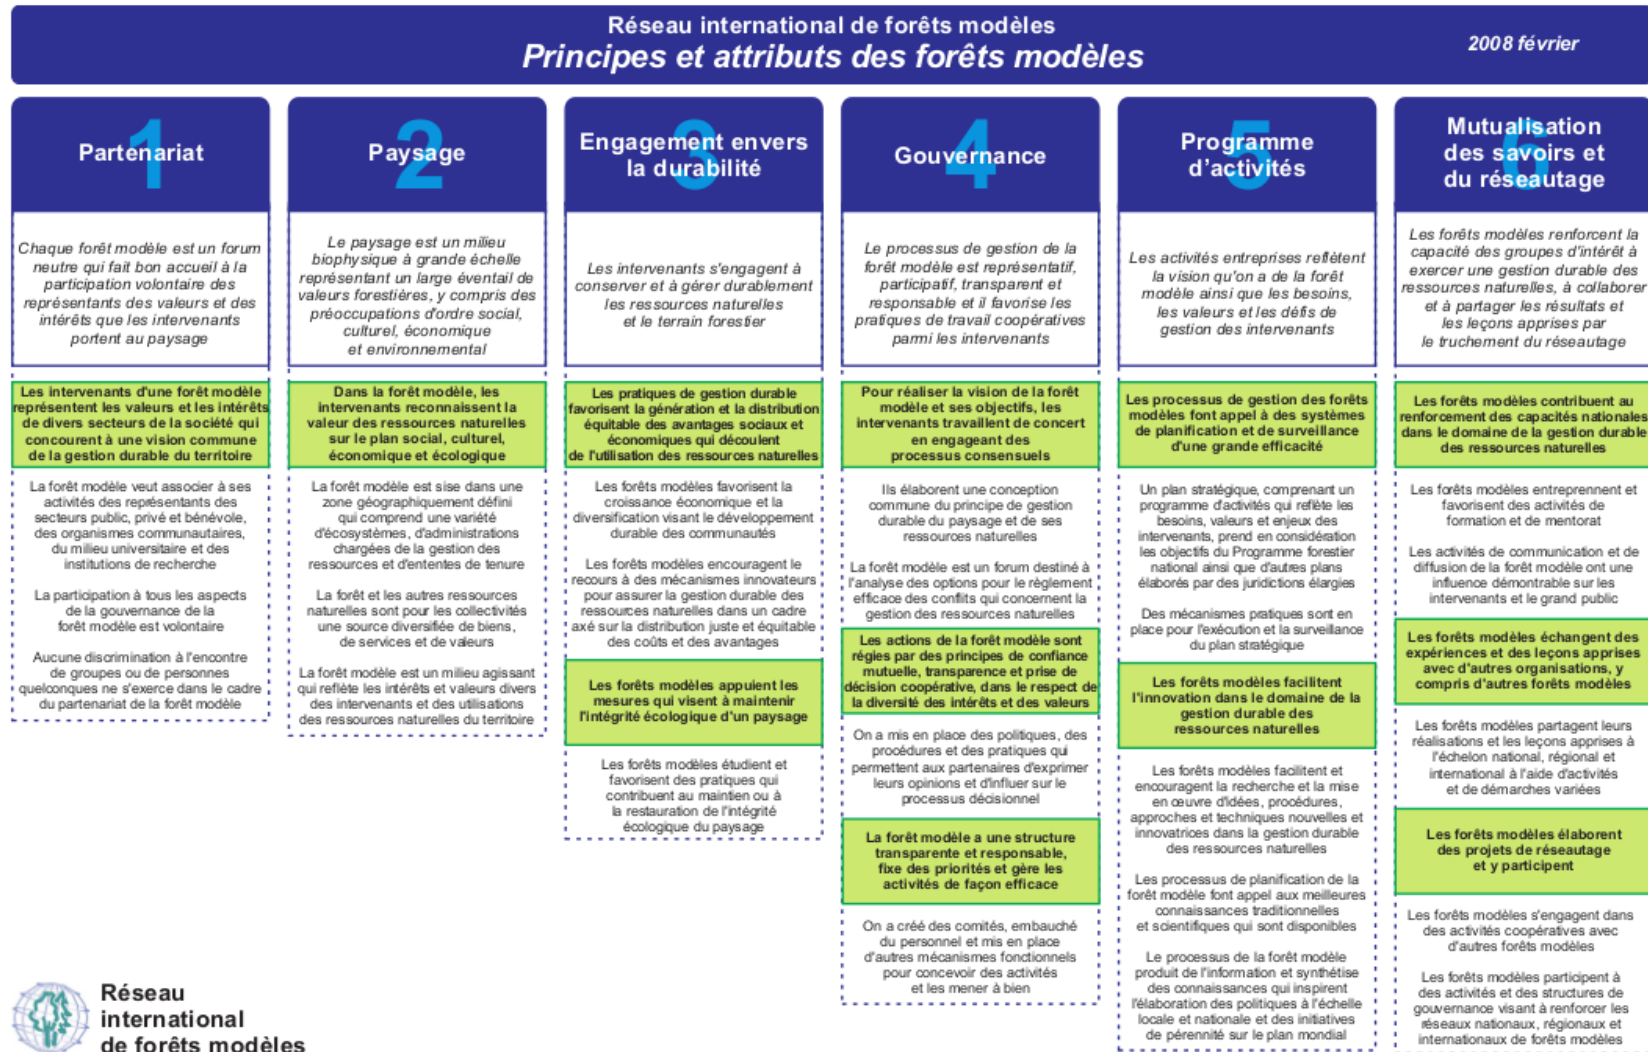 Réseau international de forêts modèles
Principes et attributs des forêts modèles
2008 février
1
Partenariat
Chaque forêt modèle est un forum
neutre qui fait bon accueil à la
participation volontaire des
représentants des valeurs et des
intérêts que les intervenants
portent au paysage
Les intervenants d'une forêt modèle
représentent les valeurs et les intérêts
de divers secteurs de la société qui
concourent à une vision commune
de la gestion durable du territoire
La forêt modèle veut associer à ses
activités des représentants des
secteurs public, privé et bénévole,
des organismes communautaires,
du milieu universitaire et des
institutions de recherche
La participation à tous les aspects
de la gouvernance de la
forêt modèle est volontaire
Aucune discrimination à l'encontre
de groupes ou de personnes
quelconques ne s'exerce dans le cadre
du partenariat de la forêt modèle
2
Paysage
Le paysage est un milieu
biophysique à grande échelle
représentant un large éventail de
valeurs forestières, y compris des
préoccupations d'ordre social,
culturel, économique
et environnemental
Dans la forêt modèle, les
intervenants reconnaissent la
valeur des ressources naturelles
sur le plan social, culturel,
économique et écologique
La forêt modèle est sise dans une
zone géographiquement défini
qui comprend une variété
d'écosystèmes, d'administrations
chargées de la gestion des
ressources et d'ententes de tenure
La forêt et les autres ressources
naturelles sont pour les collectivités
une source diversifiée de biens,
de services et de valeurs
La forêt modèle est un milieu agissant
qui reflète les intérêts et valeurs divers
des intervenants et des utilisations
des ressources naturelles du territoire
3
Engagement envers
la durabilité
Les intervenants s'engagent à
conserver et à gérer durablement
les ressources naturelles
et le terrain forestier
Les pratiques de gestion durable
favorisent la génération et la distribution
équitable des avantages sociaux et
économiques qui découlent
de l'utilisation des ressources naturelles
Les forêts modèles favorisent la
croissance économique et la
diversification visant le développement
durable des communautés
Les forêts modèles encouragent le
recours à des mécanismes innovateurs
pour assurer la gestion durable des
ressources naturelles dans un cadre
axé sur la distribution juste et équitable
des coûts et des avantages
Les forêts modèles appuient les
mesures qui visent à maintenir
l'intégrité écologique d'un paysage
Les forêts modèles étudient et
favorisent des pratiques qui
contribuent au maintien ou à
la restauration de l'intégrité
écologique du paysage
4
Gouvernance
Le processus de gestion de la
forêt modèle est représentatif,
participatif, transparent et
responsable et il favorise les
pratiques de travail coopératives
parmi les intervenants
Pour réaliser la vision de la forêt
modèle et ses objectifs, les
intervenants travaillent de concert
en engageant des
processus consensuels
Ils élaborent une conception
commune du principe de gestion
durable du paysage et de ses
ressources naturelles
La forêt modèle est un forum destiné à
l'analyse des options pour le règlement
efficace des conflits qui concernent la
gestion des ressources naturelles
Les actions de la forêt modèle sont
régies par des principes de confiance
mutuelle, transparence et prise de
décision coopérative, dans le respect de
la diversité des intérêts et des valeurs
On a mis en place des politiques, des
procédures et des pratiques qui
permettent aux partenaires d'exprimer
leurs opinions et d'influer sur le
processus décisionnel
La forêt modèle a une structure
transparente et responsable,
fixe des priorités et gère les
activités de façon efficace
On a créé des comités, embauché
du personnel et mis en place
d'autres mécanismes fonctionnels
pour concevoir des activités
et les mener à bien
5
Programme
d'activités
Les activités entreprises reflètent
la vision qu'on a de la forêt
modèle ainsi que les besoins,
les valeurs et les défis de
gestion des intervenants
Les processus de gestion des forêts
modèles font appel à des systèmes
de planification et de surveillance
d'une grande efficacité
Un plan stratégique, comprenant un
programme d'activités qui reflète les
besoins, valeurs et enjeux des
intervenants, prend en considération
les objectifs du Programme forestier
national ainsi que d'autres plans
élaborés par des juridictions élargies
Des mécanismes pratiques sont en
place pour l'exécution et la surveillance
du plan stratégique
Les forêts modèles facilitent
l'innovation dans le domaine de la
gestion durable des
ressources naturelles
Les forêts modèles facilitent et
encouragent la recherche et la mise
en œuvre d'idées, procédures,
approches et techniques nouvelles et
innovatrices dans la gestion durable
des ressources naturelles
Les processus de planification de la
forêt modèle font appel aux meilleures
connaissances traditionnelles
et scientifiques qui sont disponibles
Le processus de la forêt modèle
produit de l'information et synthétise
des connaissances qui inspirent
l'élaboration des politiques à l'échelle
locale et nationale et des initiatives
de pérennité sur le plan mondial
6
Mutualisation
des savoirs et
du réseautage
Les forêts modèles renforcent la
capacité des groupes d'intérêt à
exercer une gestion durable des
ressources naturelles, à collaborer
et à partager les résultats et
les leçons apprises par
le truchement du réseautage
Les forêts modèles contribuent au
renforcement des capacités nationales
dans le domaine de la gestion durable
des ressources naturelles
Les forêts modèles entreprennent et
favorisent des activités de
formation et de mentorat
Les activités de communication et de
diffusion de la forêt modèle ont une
influence démontrable sur les
intervenants et le grand public
Les forêts modèles échangent des
expériences et des leçons apprises
avec d'autres organisations, y
compris d'autres forêts modèles
Les forêts modèles partagent leurs
réalisations et les leçons apprises à
l'échelon national, régional et
international à l'aide d'activités
et de démarches variées
Les forêts modèles élaborent
des projets de réseautage
et y participent
Les forêts modèles s'engagent dans
des activités coopératives avec
d'autres forêts modèles
Les forêts modèles participent à
des activités et des structures de
gouvernance visant à renforcer les
réseaux nationaux, régionaux et
internationaux de forêts modèles
Réseau
international
de forêts modèles